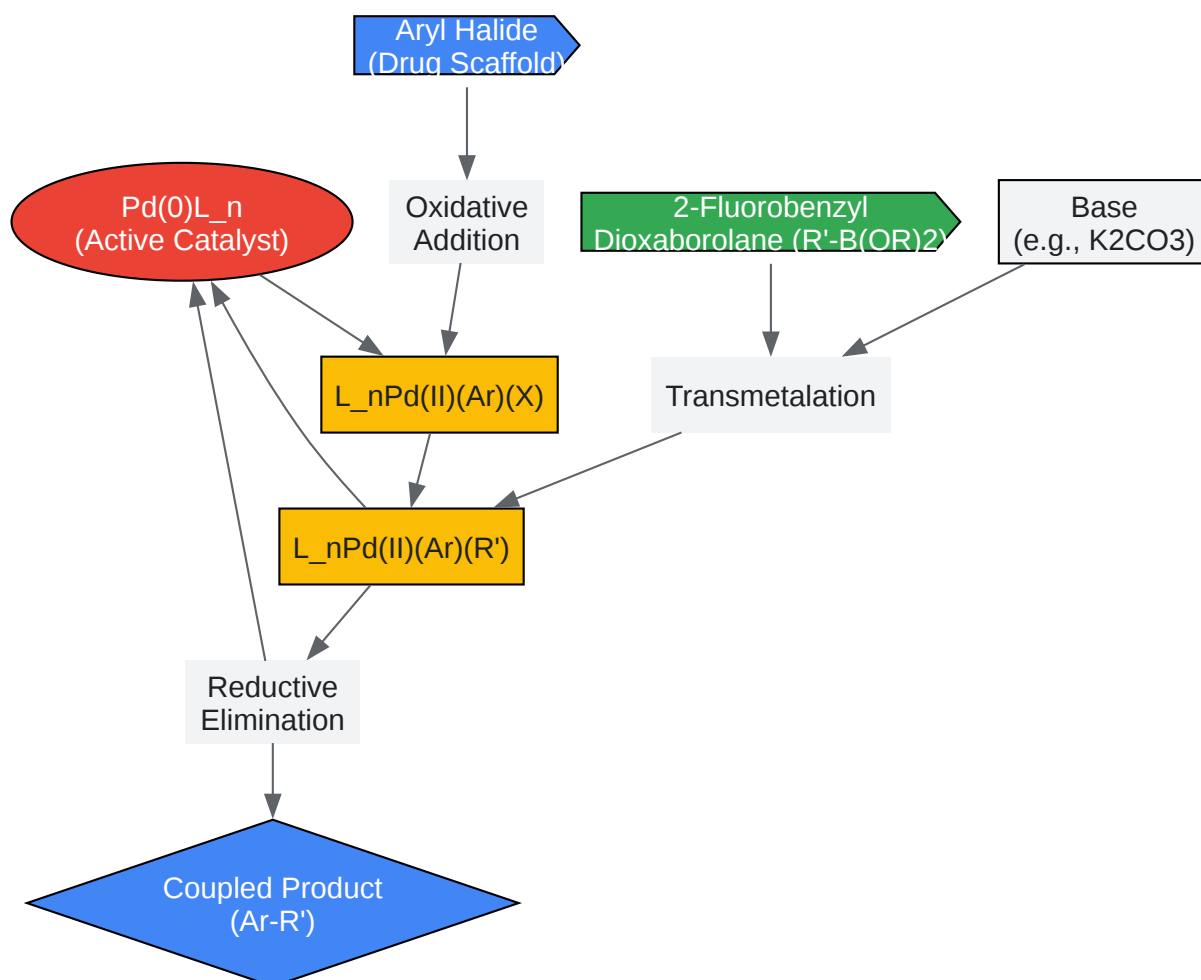 Aryl Halide
(Drug Scaffold)
Pd(0)L_n
(Active Catalyst)
Oxidative
Addition
2-Fluorobenzyl
Dioxaborolane (R'-B(OR)2)
Base
(e.g., K2CO3)
L_nPd(II)(Ar)(X)
Transmetalation
L_nPd(II)(Ar)(R')
Reductive
Elimination
Coupled Product
(Ar-R')